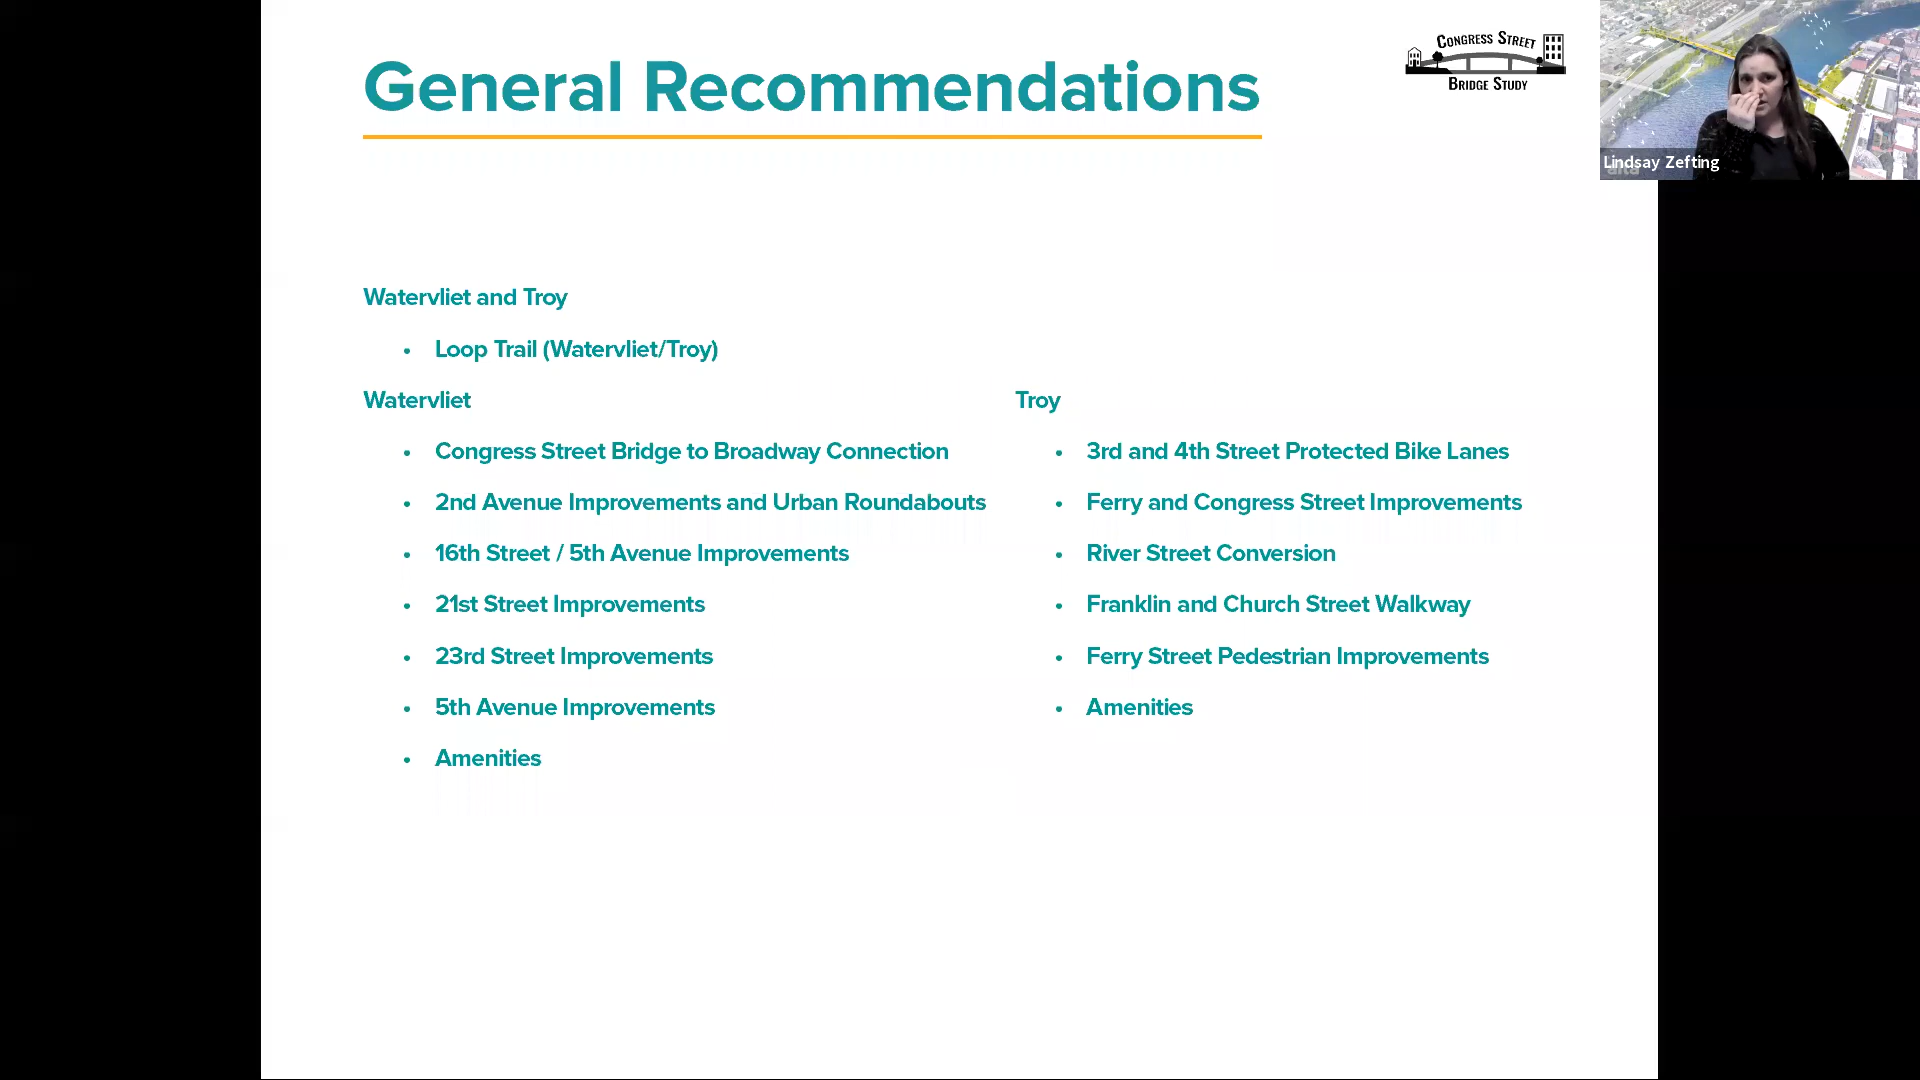 General Recommendations
CONGRESS STREET
BRIDGE STUDY
Lindsay Zefting
alta
Watervliet and Troy
• Loop Trail (Watervliet/Troy)
Watervliet
• Congress Street Bridge to Broadway Connection
• 2nd Avenue Improvements and Urban Roundabouts
• 16th Street / 5th Avenue Improvements
• 21st Street Improvements
• 23rd Street Improvements
• 5th Avenue Improvements
• Amenities
Troy
• 3rd and 4th Street Protected Bike Lanes
• Ferry and Congress Street Improvements
• River Street Conversion
• Franklin and Church Street Walkway
• Ferry Street Pedestrian Improvements
• Amenities